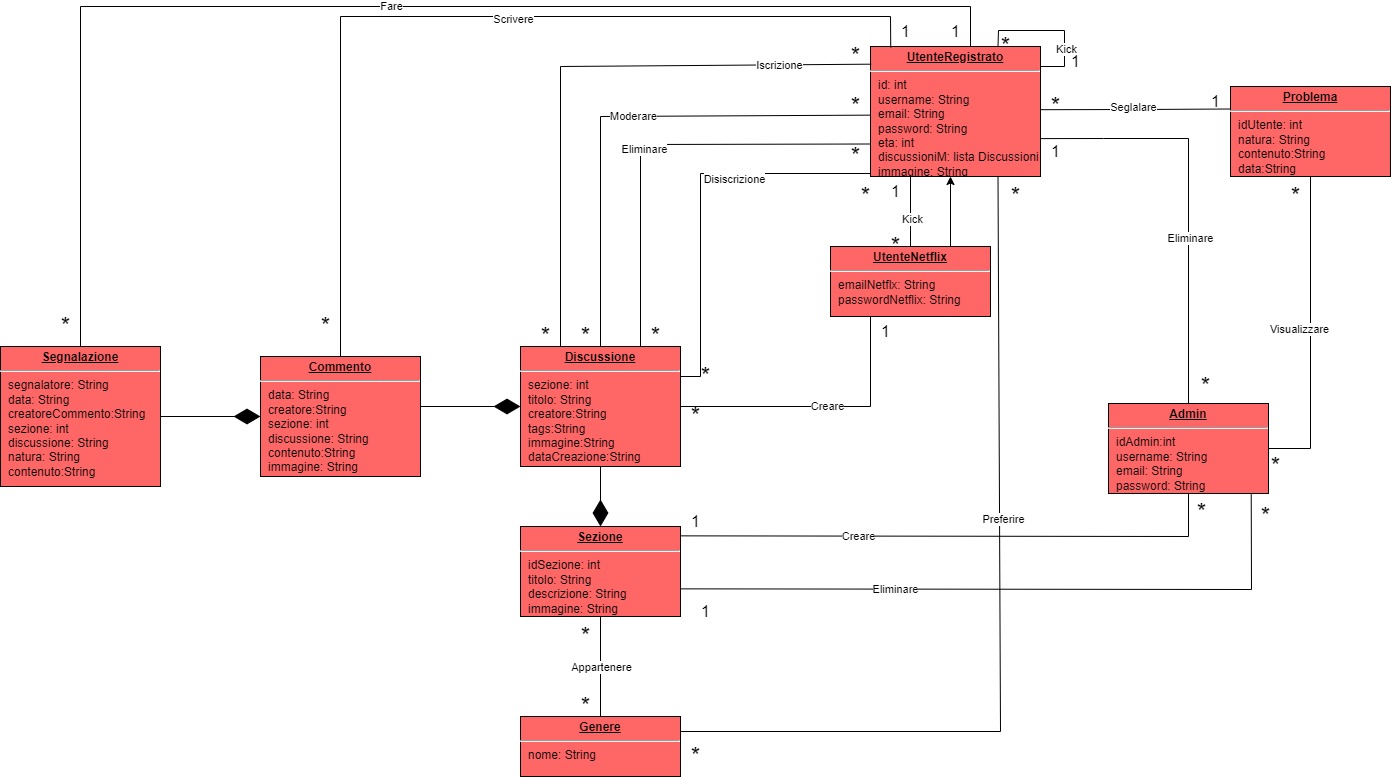 Fare
Scrivere
1
1
*
Kick
1
*
UtenteRegistrato
id: int
username: String
email: String
password: String
eta: int
discussioniM: lista Discussioni
immagine: String
Iscrizione
*
Moderare
*
Eliminare
*
Disiscrizione
*
1
Kick
*
*
Seglalare
1
Problema
idUtente: int
natura: String
contenuto:String
data:String
*
1
Eliminare
*
Visualizzare
*
UtenteNetflix
emailNetflx: String
passwordNetflix: String
1
*
*
*
*
*
*
*
Creare
Segnalazione
segnalatore: String
data: String
creatoreCommento:String
sezione: int
discussione: String
natura: String
contenuto:String
Commento
data: String
creatore:String
sezione: int
discussione: String
contenuto:String
immagine: String
Discussione
sezione: int
titolo: String
creatore:String
tags:String
immagine:String
dataCreazione:String
Admin
idAdmin:int
username: String
email: String
password: String
*
*
Preferire
1
Creare
Sezione
idSezione: int
titolo: String
descrizione: String
immagine: String
Eliminare
1
*
Appartenere
*
Genere
nome: String
*